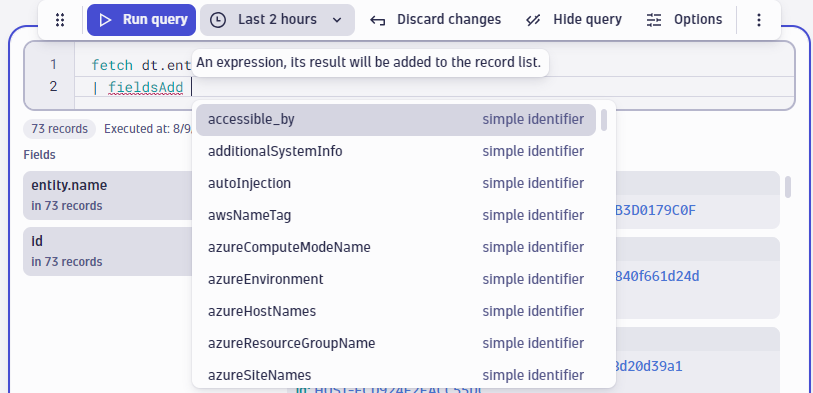 Run query
Last 2 hours
Discard changes
Hide query
Options
1 fetch dt.ent
An expression, its result will be added to the record list.
2 | fieldsAdd
73 records
Executed at: 8/9
Fields
entity.name
in 73 records
id
in 73 records
accessible_by simple identifier
additionalSystemInfo simple identifier
autoInjection simple identifier
awsNameTag simple identifier
azureComputeModeName simple identifier
azureEnvironment simple identifier
azureHostNames simple identifier
azureResourceGroupName simple identifier
azureSiteNames simple identifier
B3D0179C0F
840f661d24d
8d20d39a1